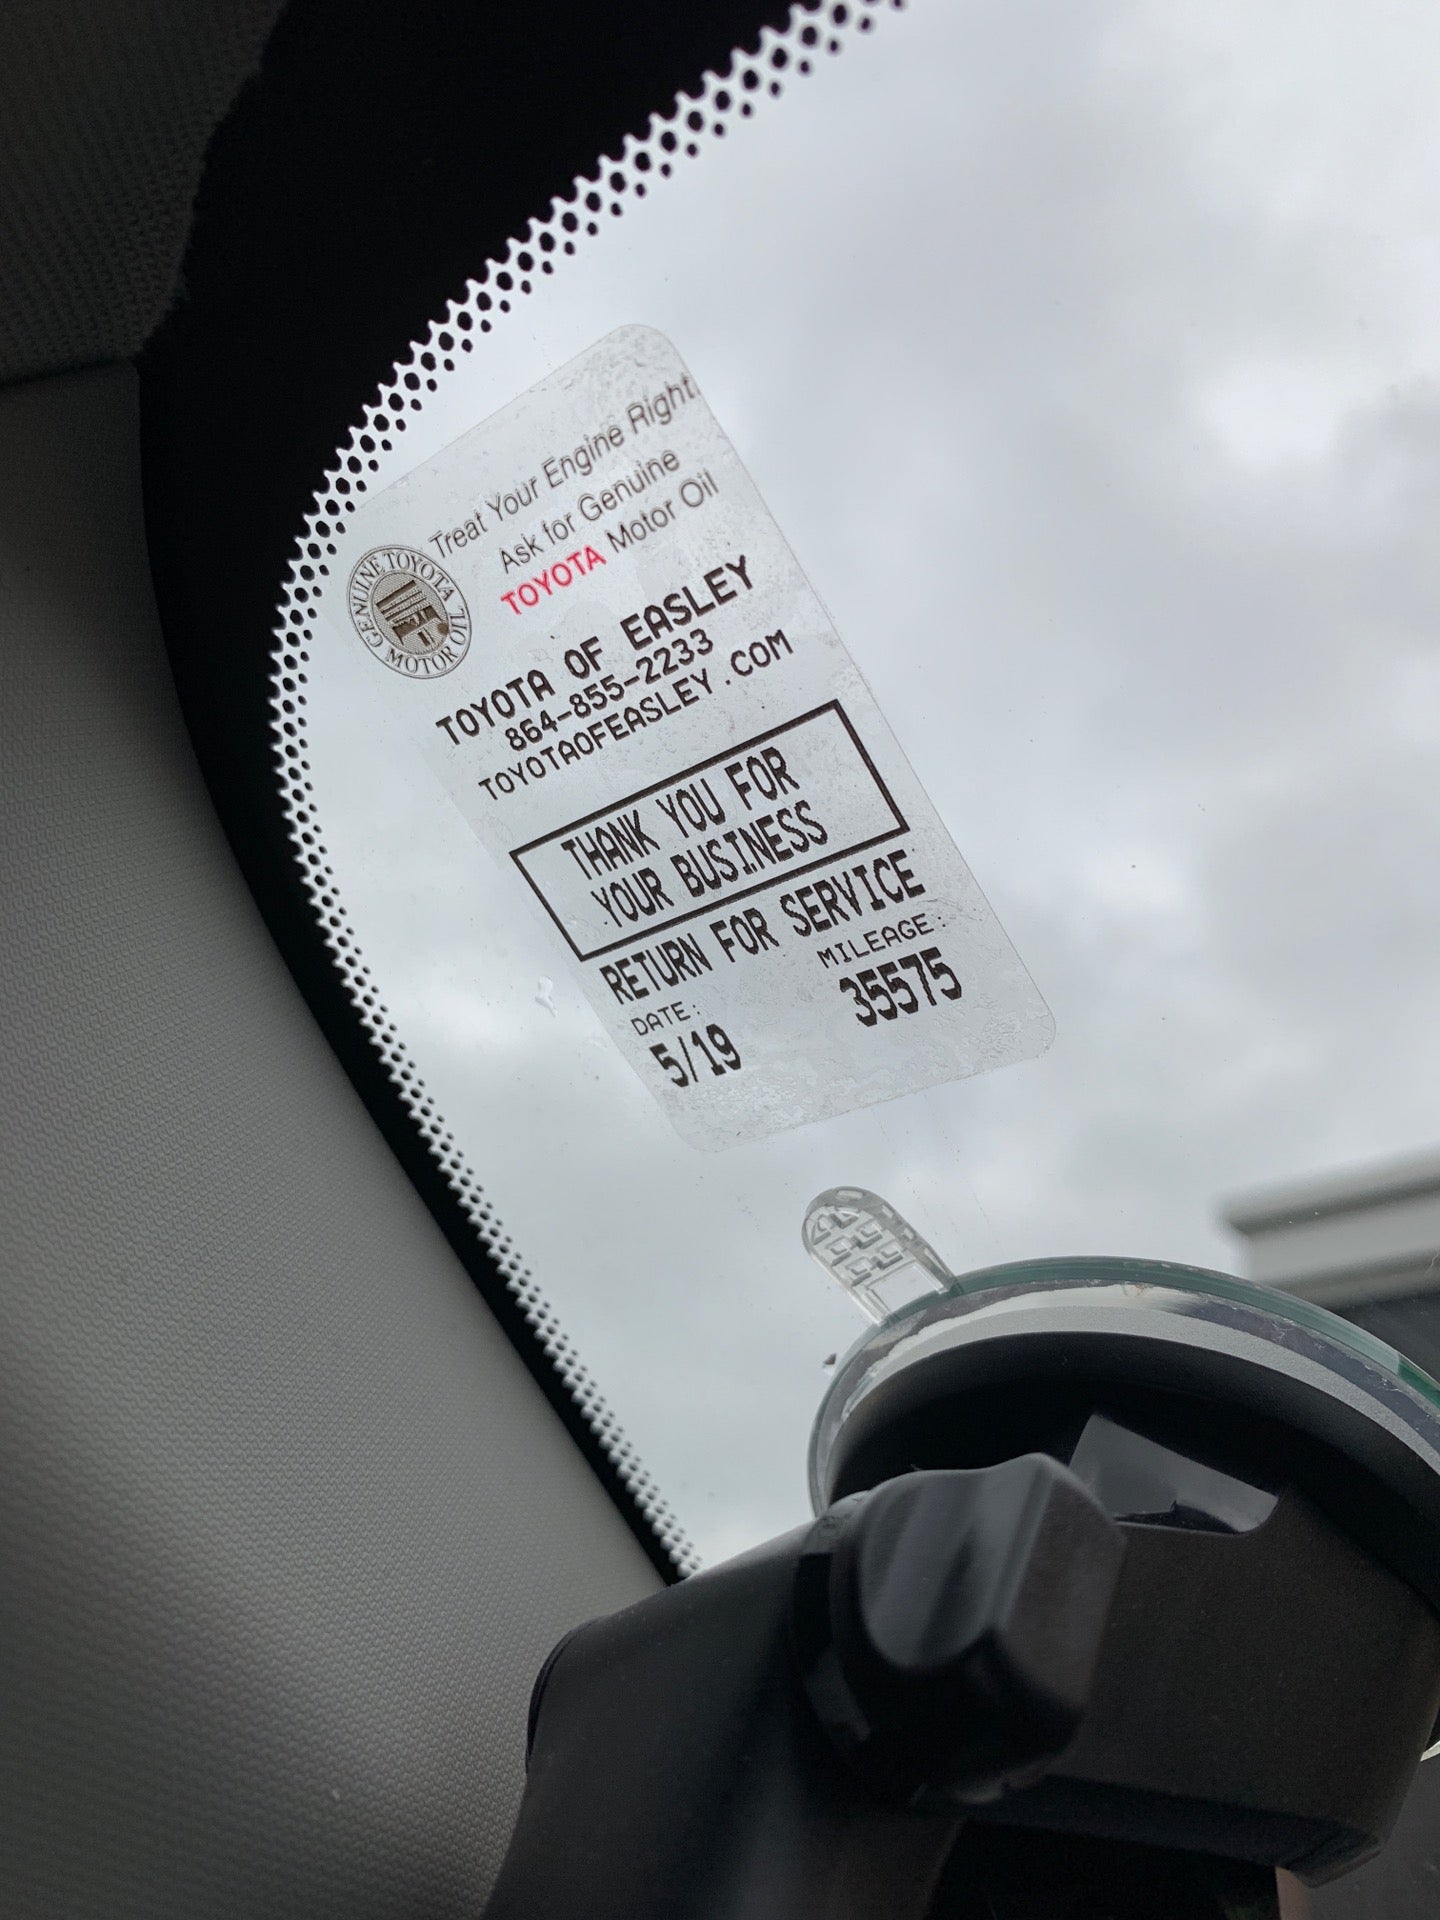 Treat Your Engine Right.
Ask for Genuine
TOYOTA Motor Oil
GENUINE TOYOTA MOTOR OIL
TOYOTA OF EASLEY
864-855-2233
TOYOTAOFEASLEY.COM
THANK YOU FOR
YOUR BUSINESS
RETURN FOR SERVICE
DATE: MILEAGE:
5/19 35575